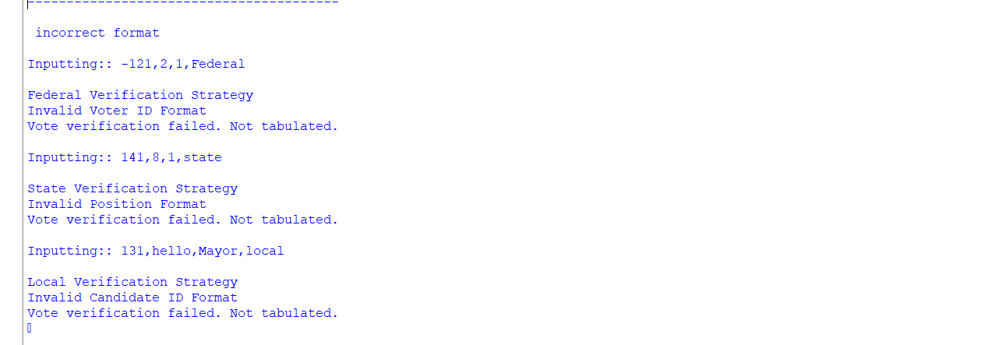 ----------------------------------------
incorrect format
Inputting:: -121,2,1,Federal
Federal Verification Strategy
Invalid Voter ID Format
Vote verification failed. Not tabulated.
Inputting:: 141,8,1,state
State Verification Strategy
Invalid Position Format
Vote verification failed. Not tabulated.
Inputting:: 131,hello,Mayor,local
Local Verification Strategy
Invalid Candidate ID Format
Vote verification failed. Not tabulated.